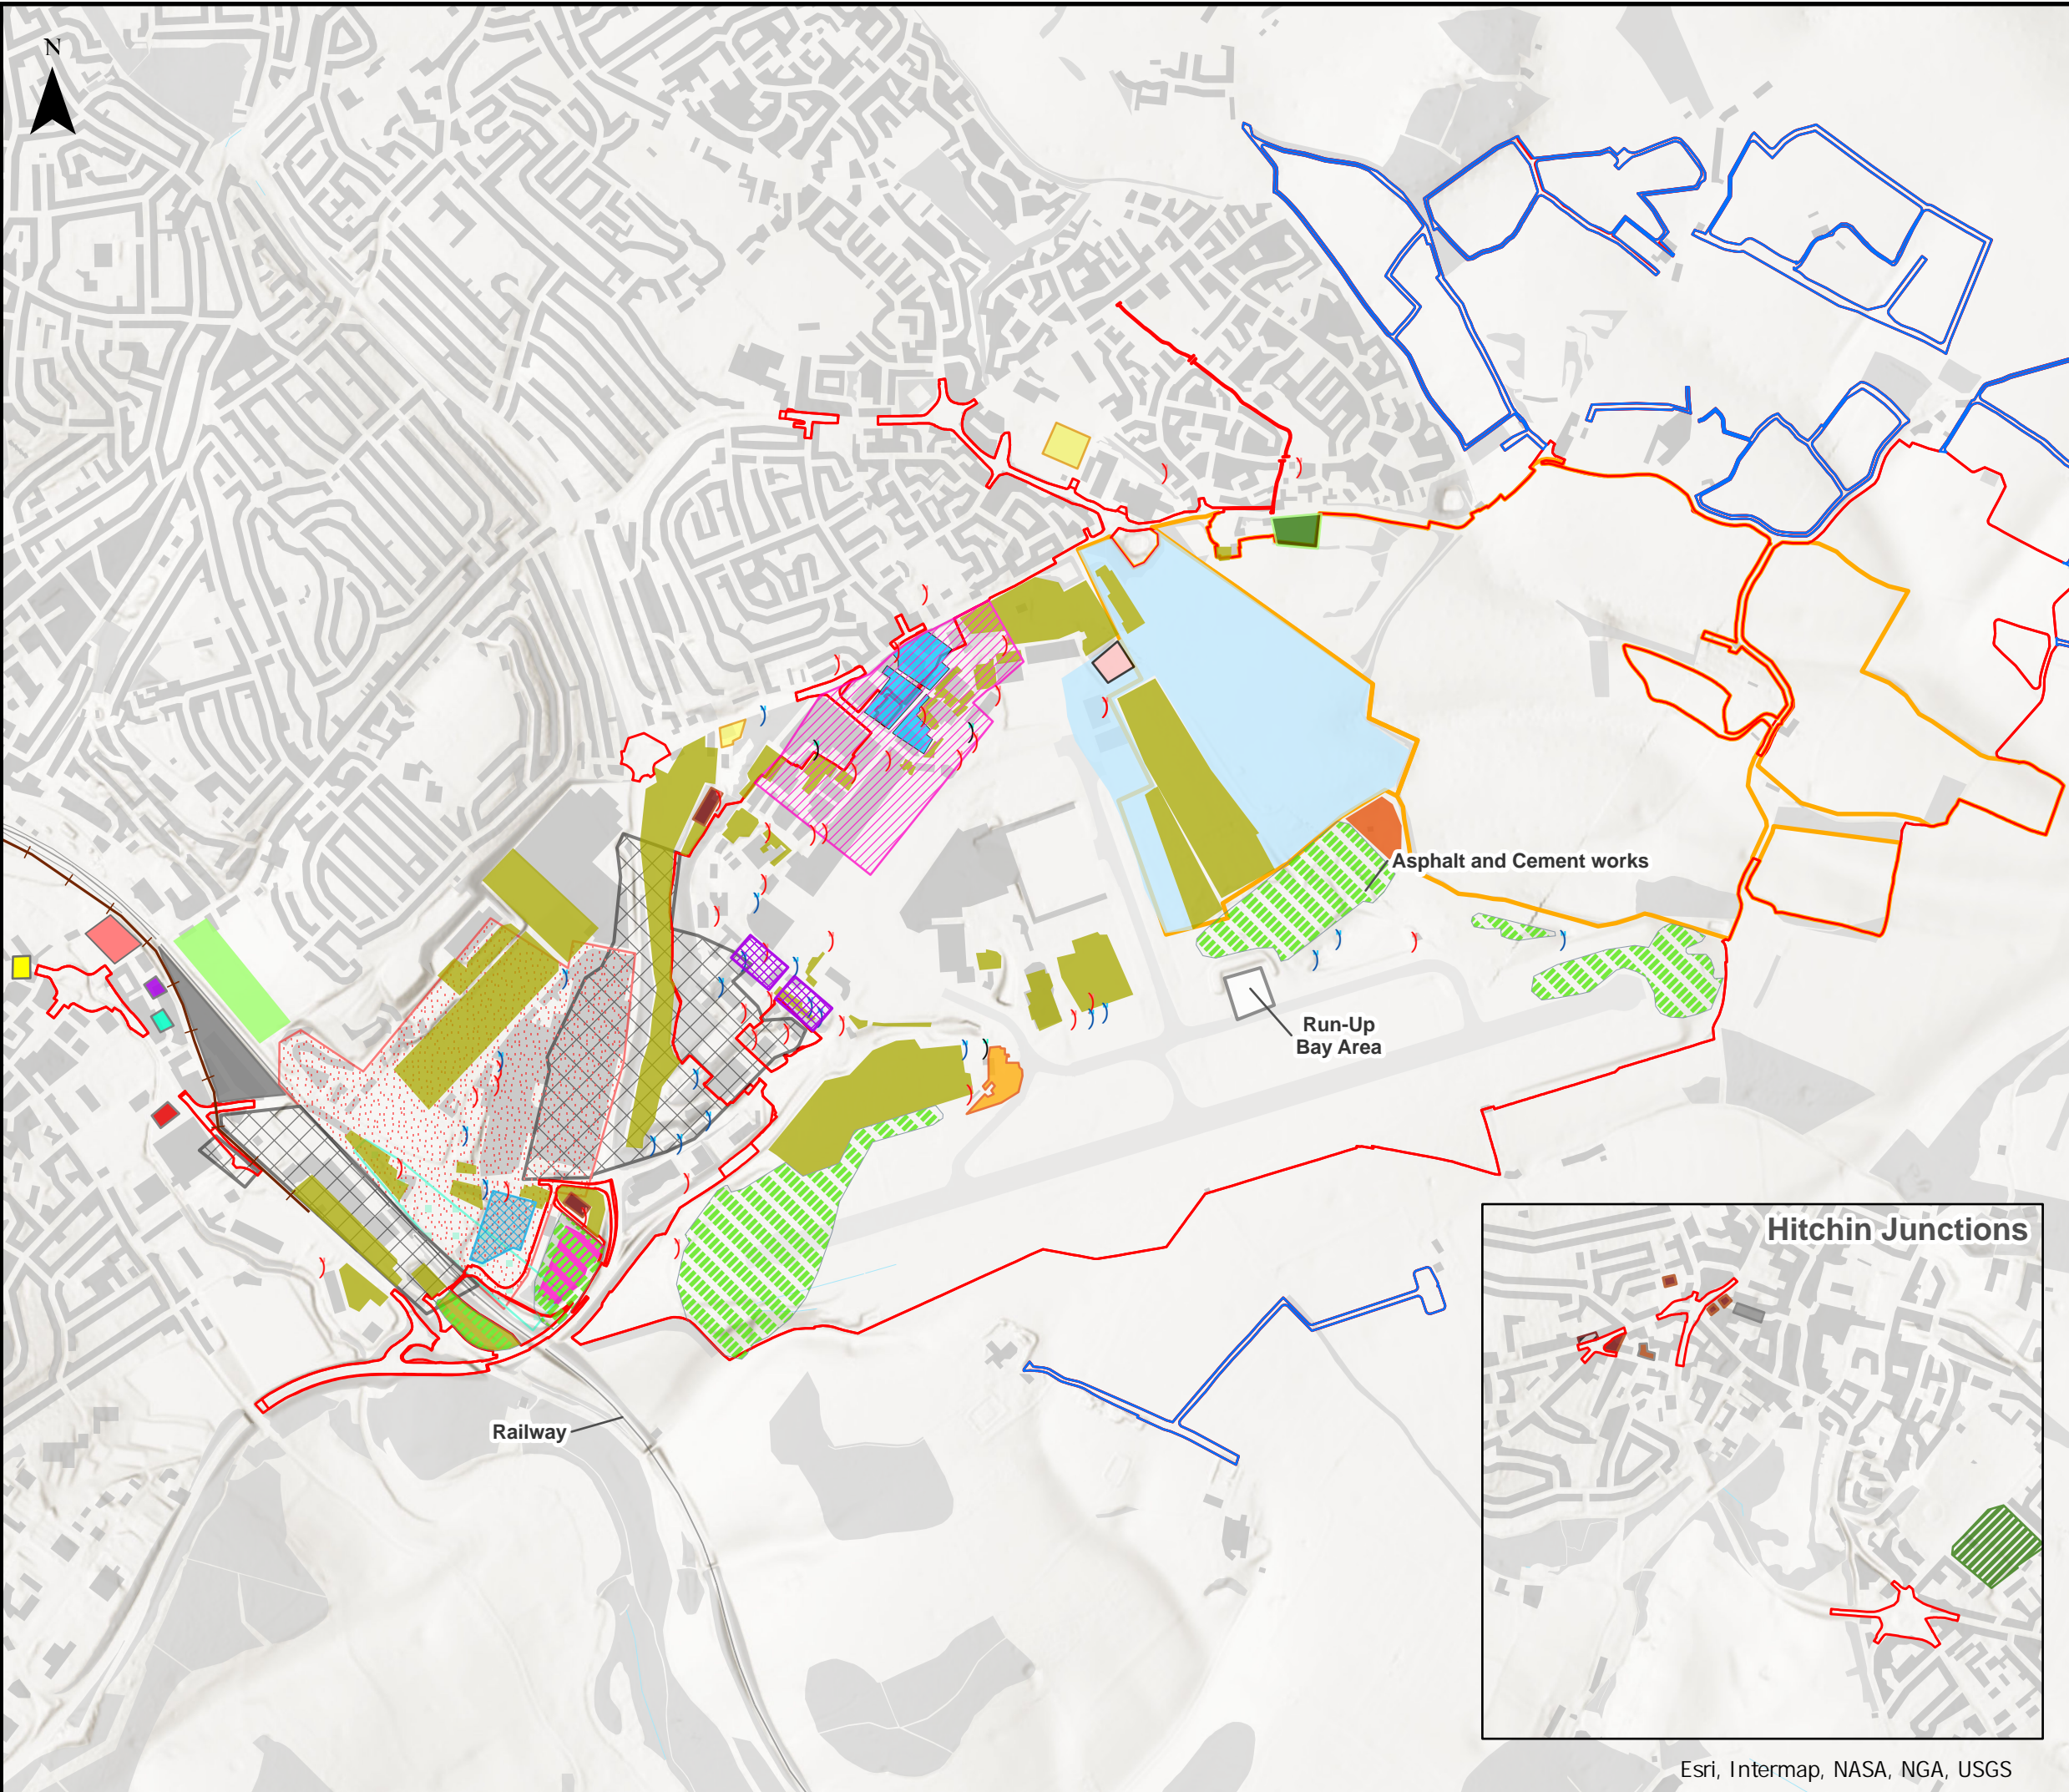 N
Asphalt and Cement works
Run-Up
Bay Area
Railway
Hitchin Junctions
Esri, Intermap, NASA, NGA, USGS